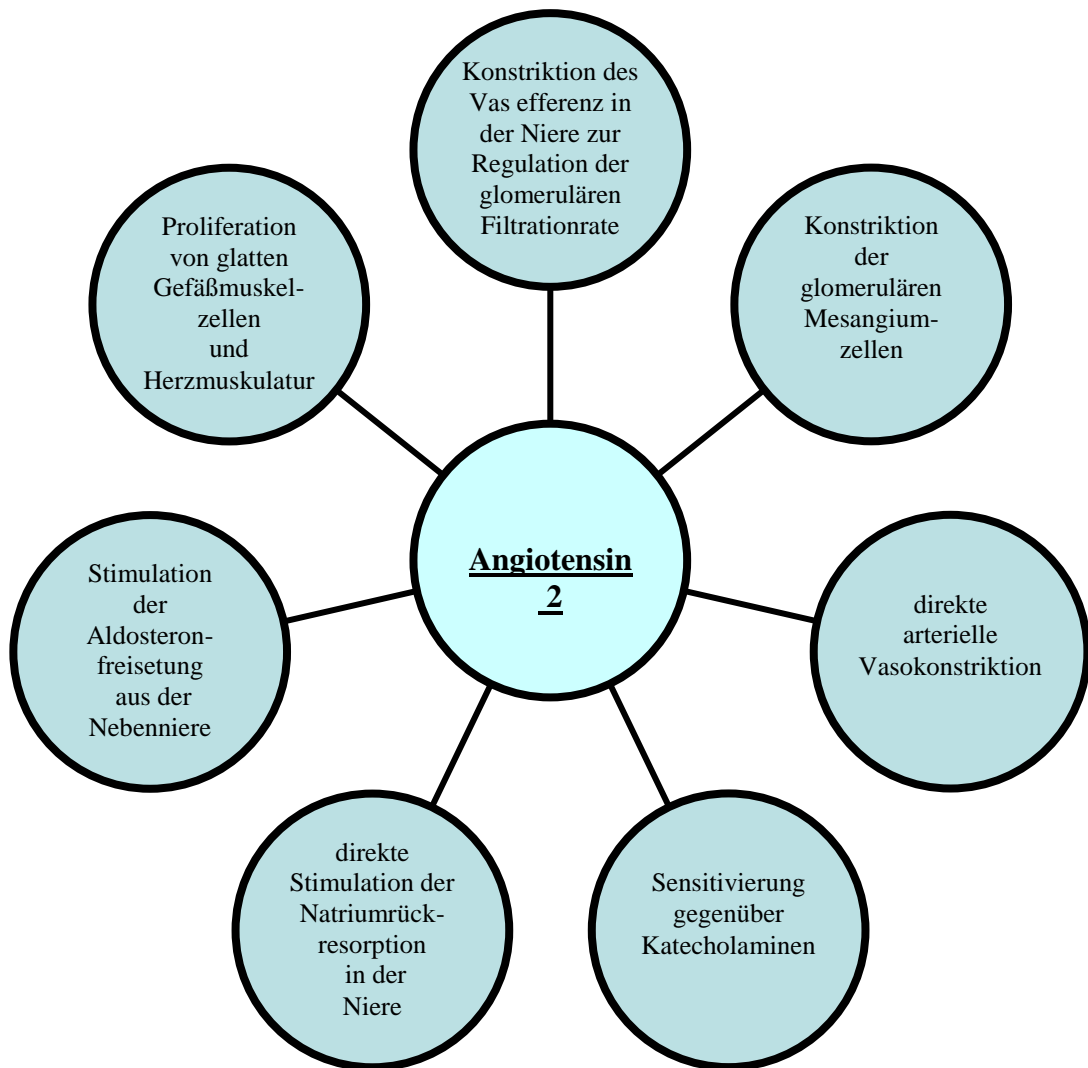 Konstriktion des
Vas efferenz in
der Niere zur
Regulation der
glomerulären
Filtrationrate
Konstriktion
der
glomerulären
Mesangium-
zellen
direkte
arterielle
Vasokonstriktion
Sensitivierung
gegenüber
Katecholaminen
direkte
Stimulation der
Natriumrück-
resorption
in der
Niere
Stimulation
der
Aldosteron-
freisetung
aus der
Nebenniere
Proliferation
von glatten
Gefäßmuskel-
zellen
und
Herzmuskulatur
Angiotensin
2